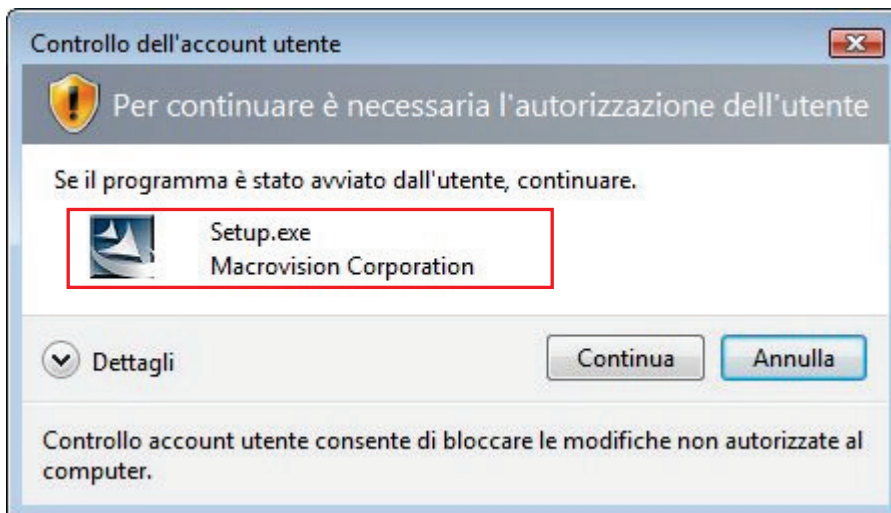 Controllo dell'account utente
Per continuare è necessaria l'autorizzazione dell'utente
Se il programma è stato avviato dall'utente, continuare.
Setup.exe
Macrovision Corporation
Dettagli
Continua
Annulla
Controllo account utente consente di bloccare le modifiche non autorizzate al
computer.